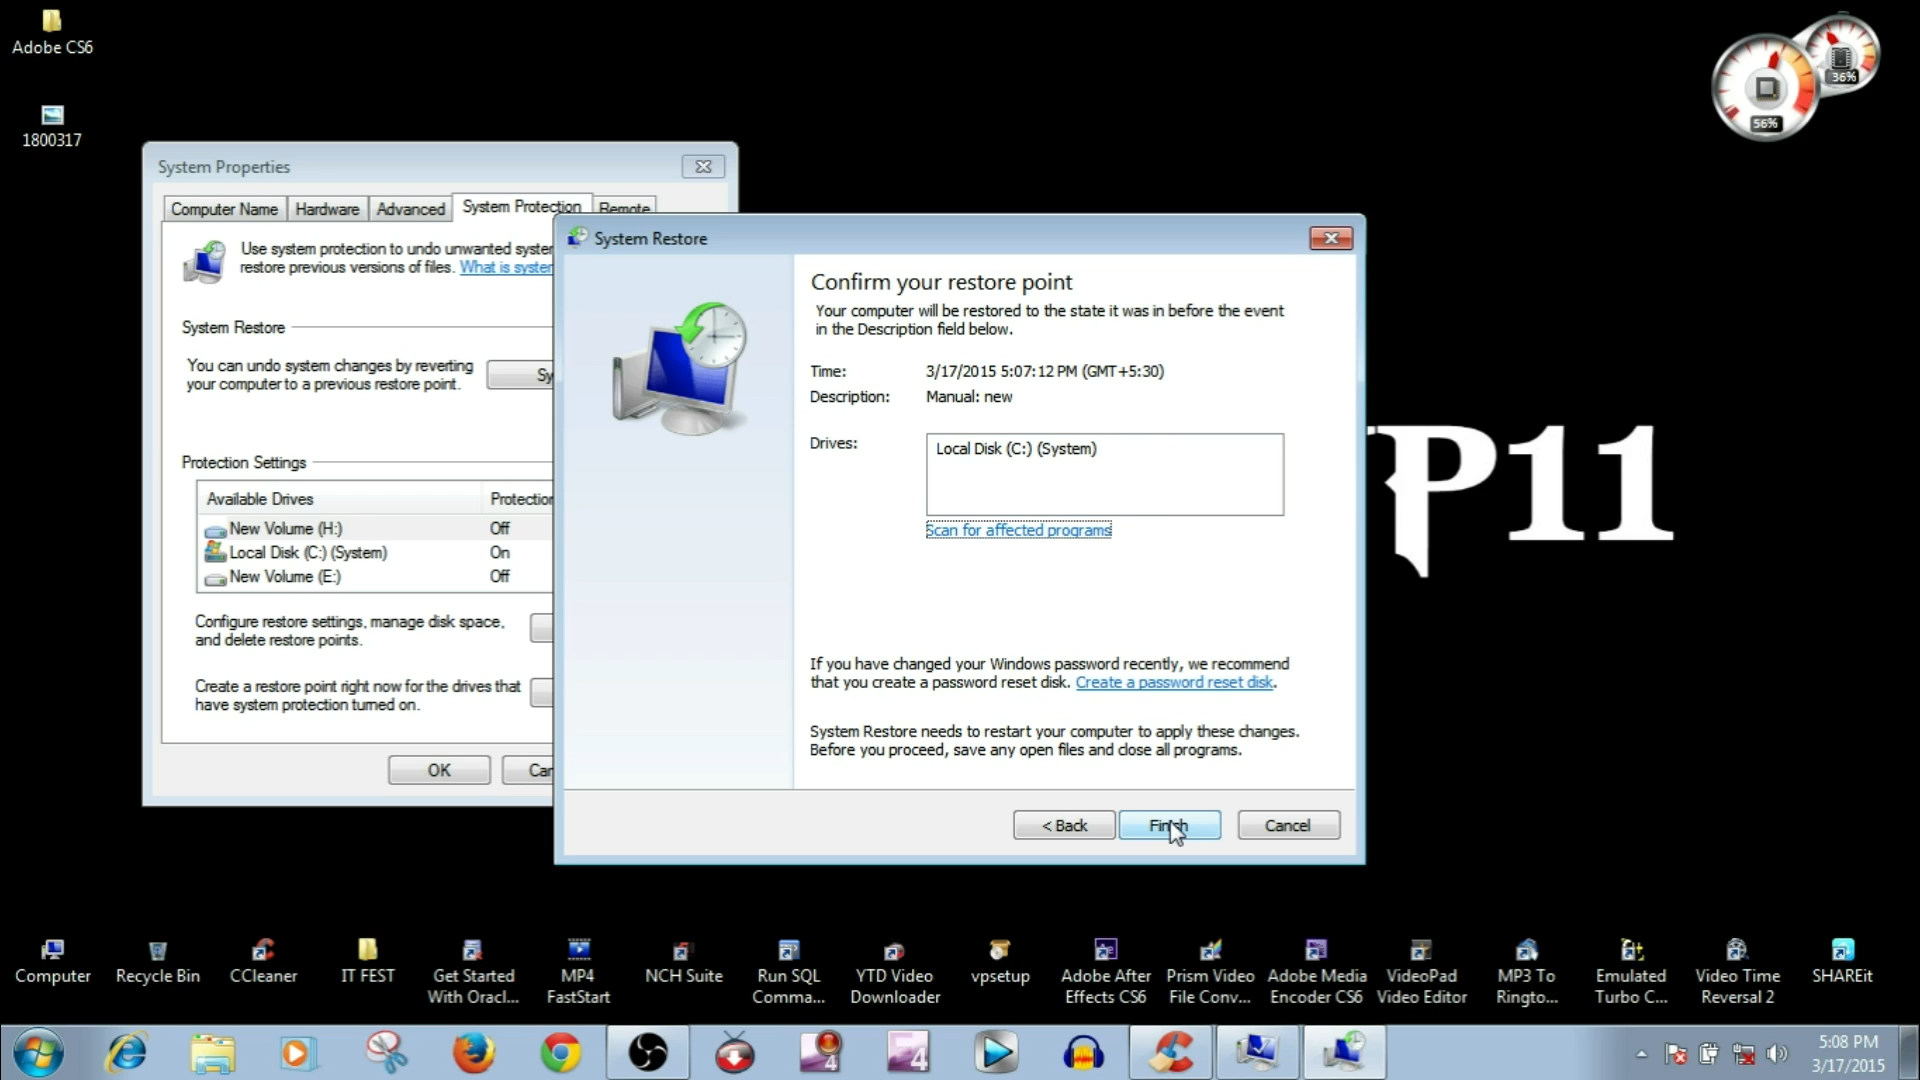 Adobe CS6
1800317
36%
56%
System Properties
Computer Name
Hardware
Advanced
System Protection
Remote
Use system protection to undo unwanted
restore previous versions of files. What is
System Restore
You can undo system changes by reverting
your computer to a previous restore point.
Protection Settings
Available Drives
Protection
New Volume (H:)
Off
Local Disk (C:) (System)
On
New Volume (E:)
Off
Configure restore settings, manage disk space,
and delete restore points.
Create a restore point right now for the drives that
have system protection turned on.
OK
System Restore
Confirm your restore point
Your computer will be restored to the state it was in before the event
in the Description field below.
Time:
3/17/2015 5:07:12 PM (GMT+5:30)
Description:
Manual: new
Drives:
Local Disk (C:) (System)
Scan for affected programs
If you have changed your Windows password recently, we recommend
that you create a password reset disk. Create a password reset disk.
System Restore needs to restart your computer to apply these changes.
Before you proceed, save any open files and close all programs.
< Back
Finish
Cancel
P11
Computer
Recycle Bin
CCleaner
IT FEST
Get Started
With Oracl...
MP4
FastStart
NCH Suite
Run SQL
Comma...
YTD Video
Downloader
vpsetup
Adobe After
Effects CS6
Prism Video
File Conv...
Adobe Media
Encoder CS6
VideoPad
Video Editor
MP3 To
Ringto...
Emulated
Turbo C...
Video Time
Reversal 2
SHAREit
5:08 PM
3/17/2015